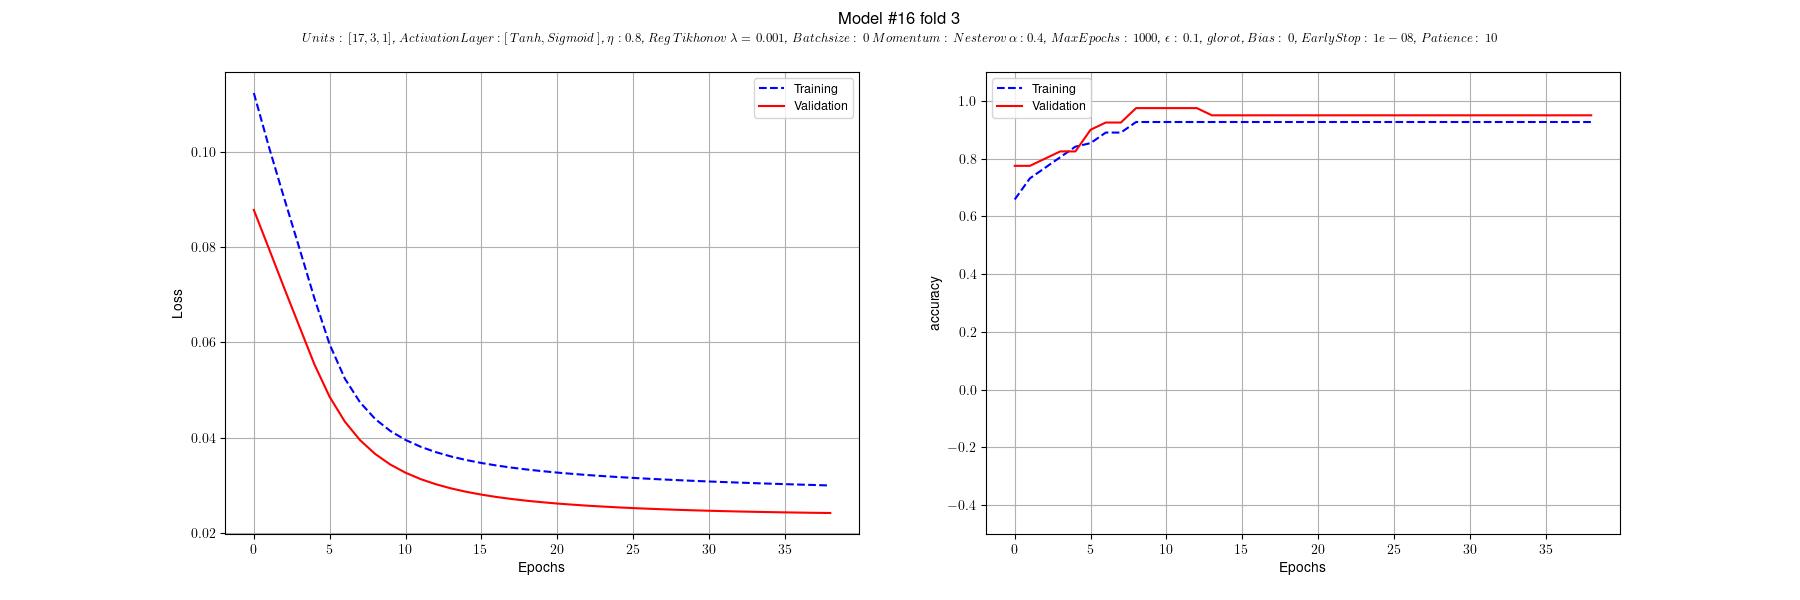 Model #16 fold 3
Units : [17, 3, 1], ActivationLayer : [ Tanh, Sigmoid ], η : 0.8, Reg Tikhonov λ = 0.001, Batchsize : 0 Momentum : Nesterov α : 0.4, MaxEpochs : 1000, ϵ : 0.1, glorot, Bias : 0, EarlyStop : 1e − 08, Patience : 10
Training
Validation
0.10
0.08
0.06
0.04
0.02
Loss
0 5 10 15 20 25 30 35
Epochs
Training
Validation
1.0
0.8
0.6
0.4
0.2
0.0
−0.2
−0.4
accuracy
0 5 10 15 20 25 30 35
Epochs